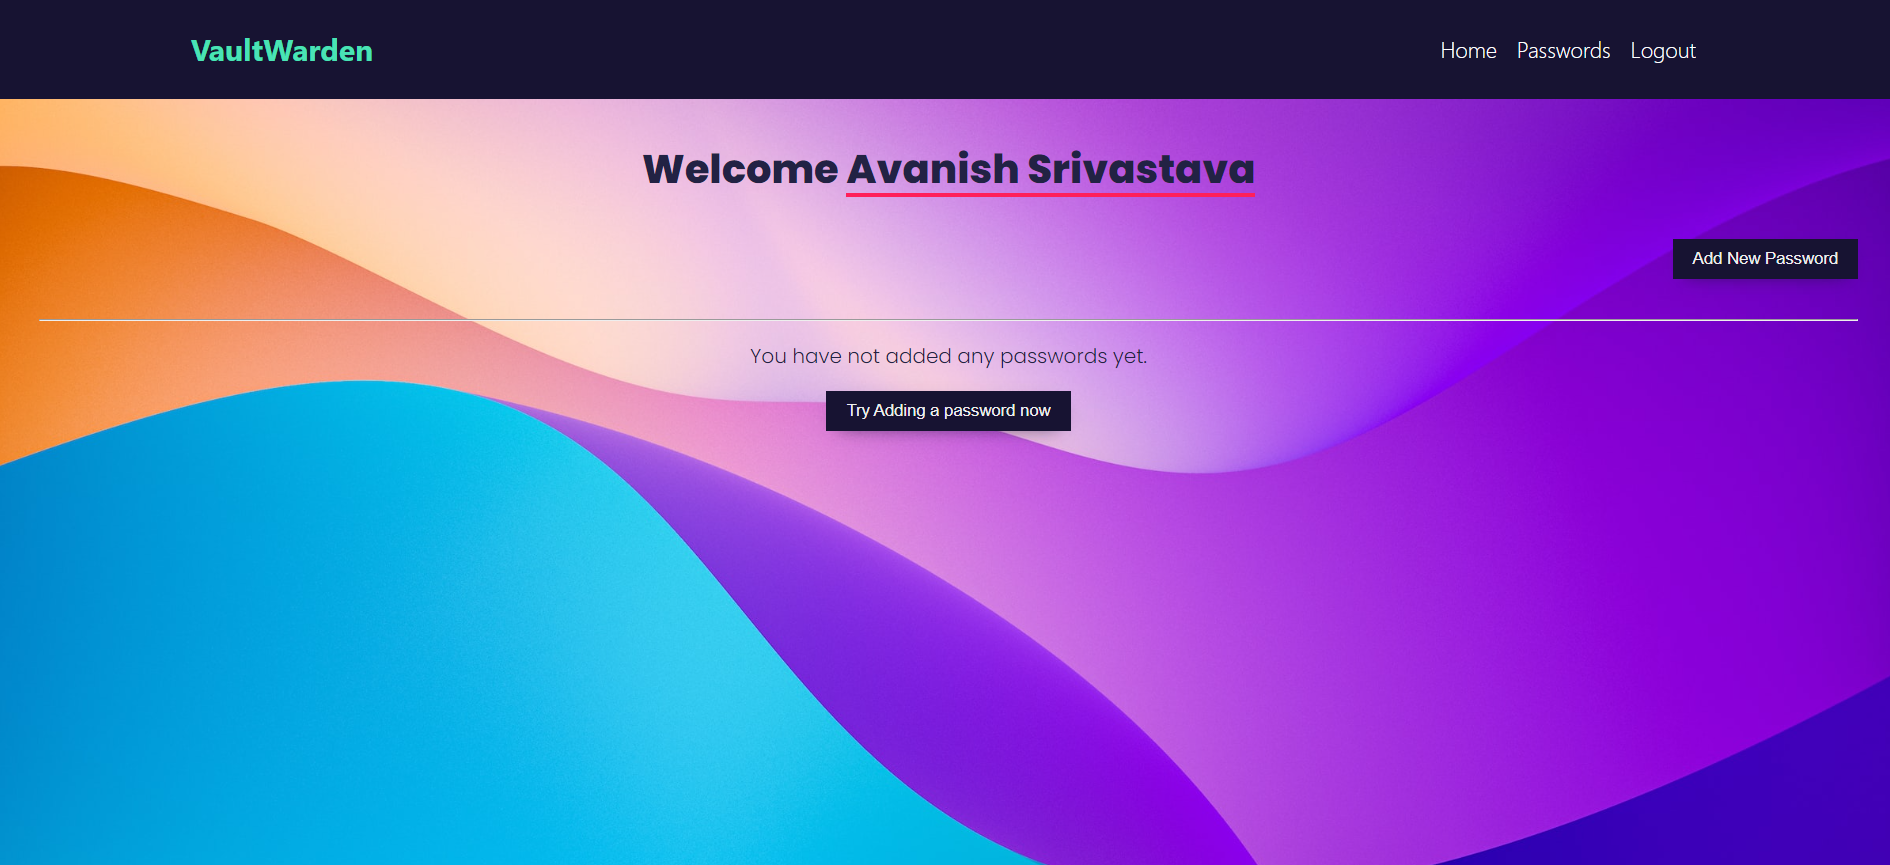 VaultWarden
Home Passwords Logout
Welcome Avanish Srivastava
Add New Password
You have not added any passwords yet.
Try Adding a password now